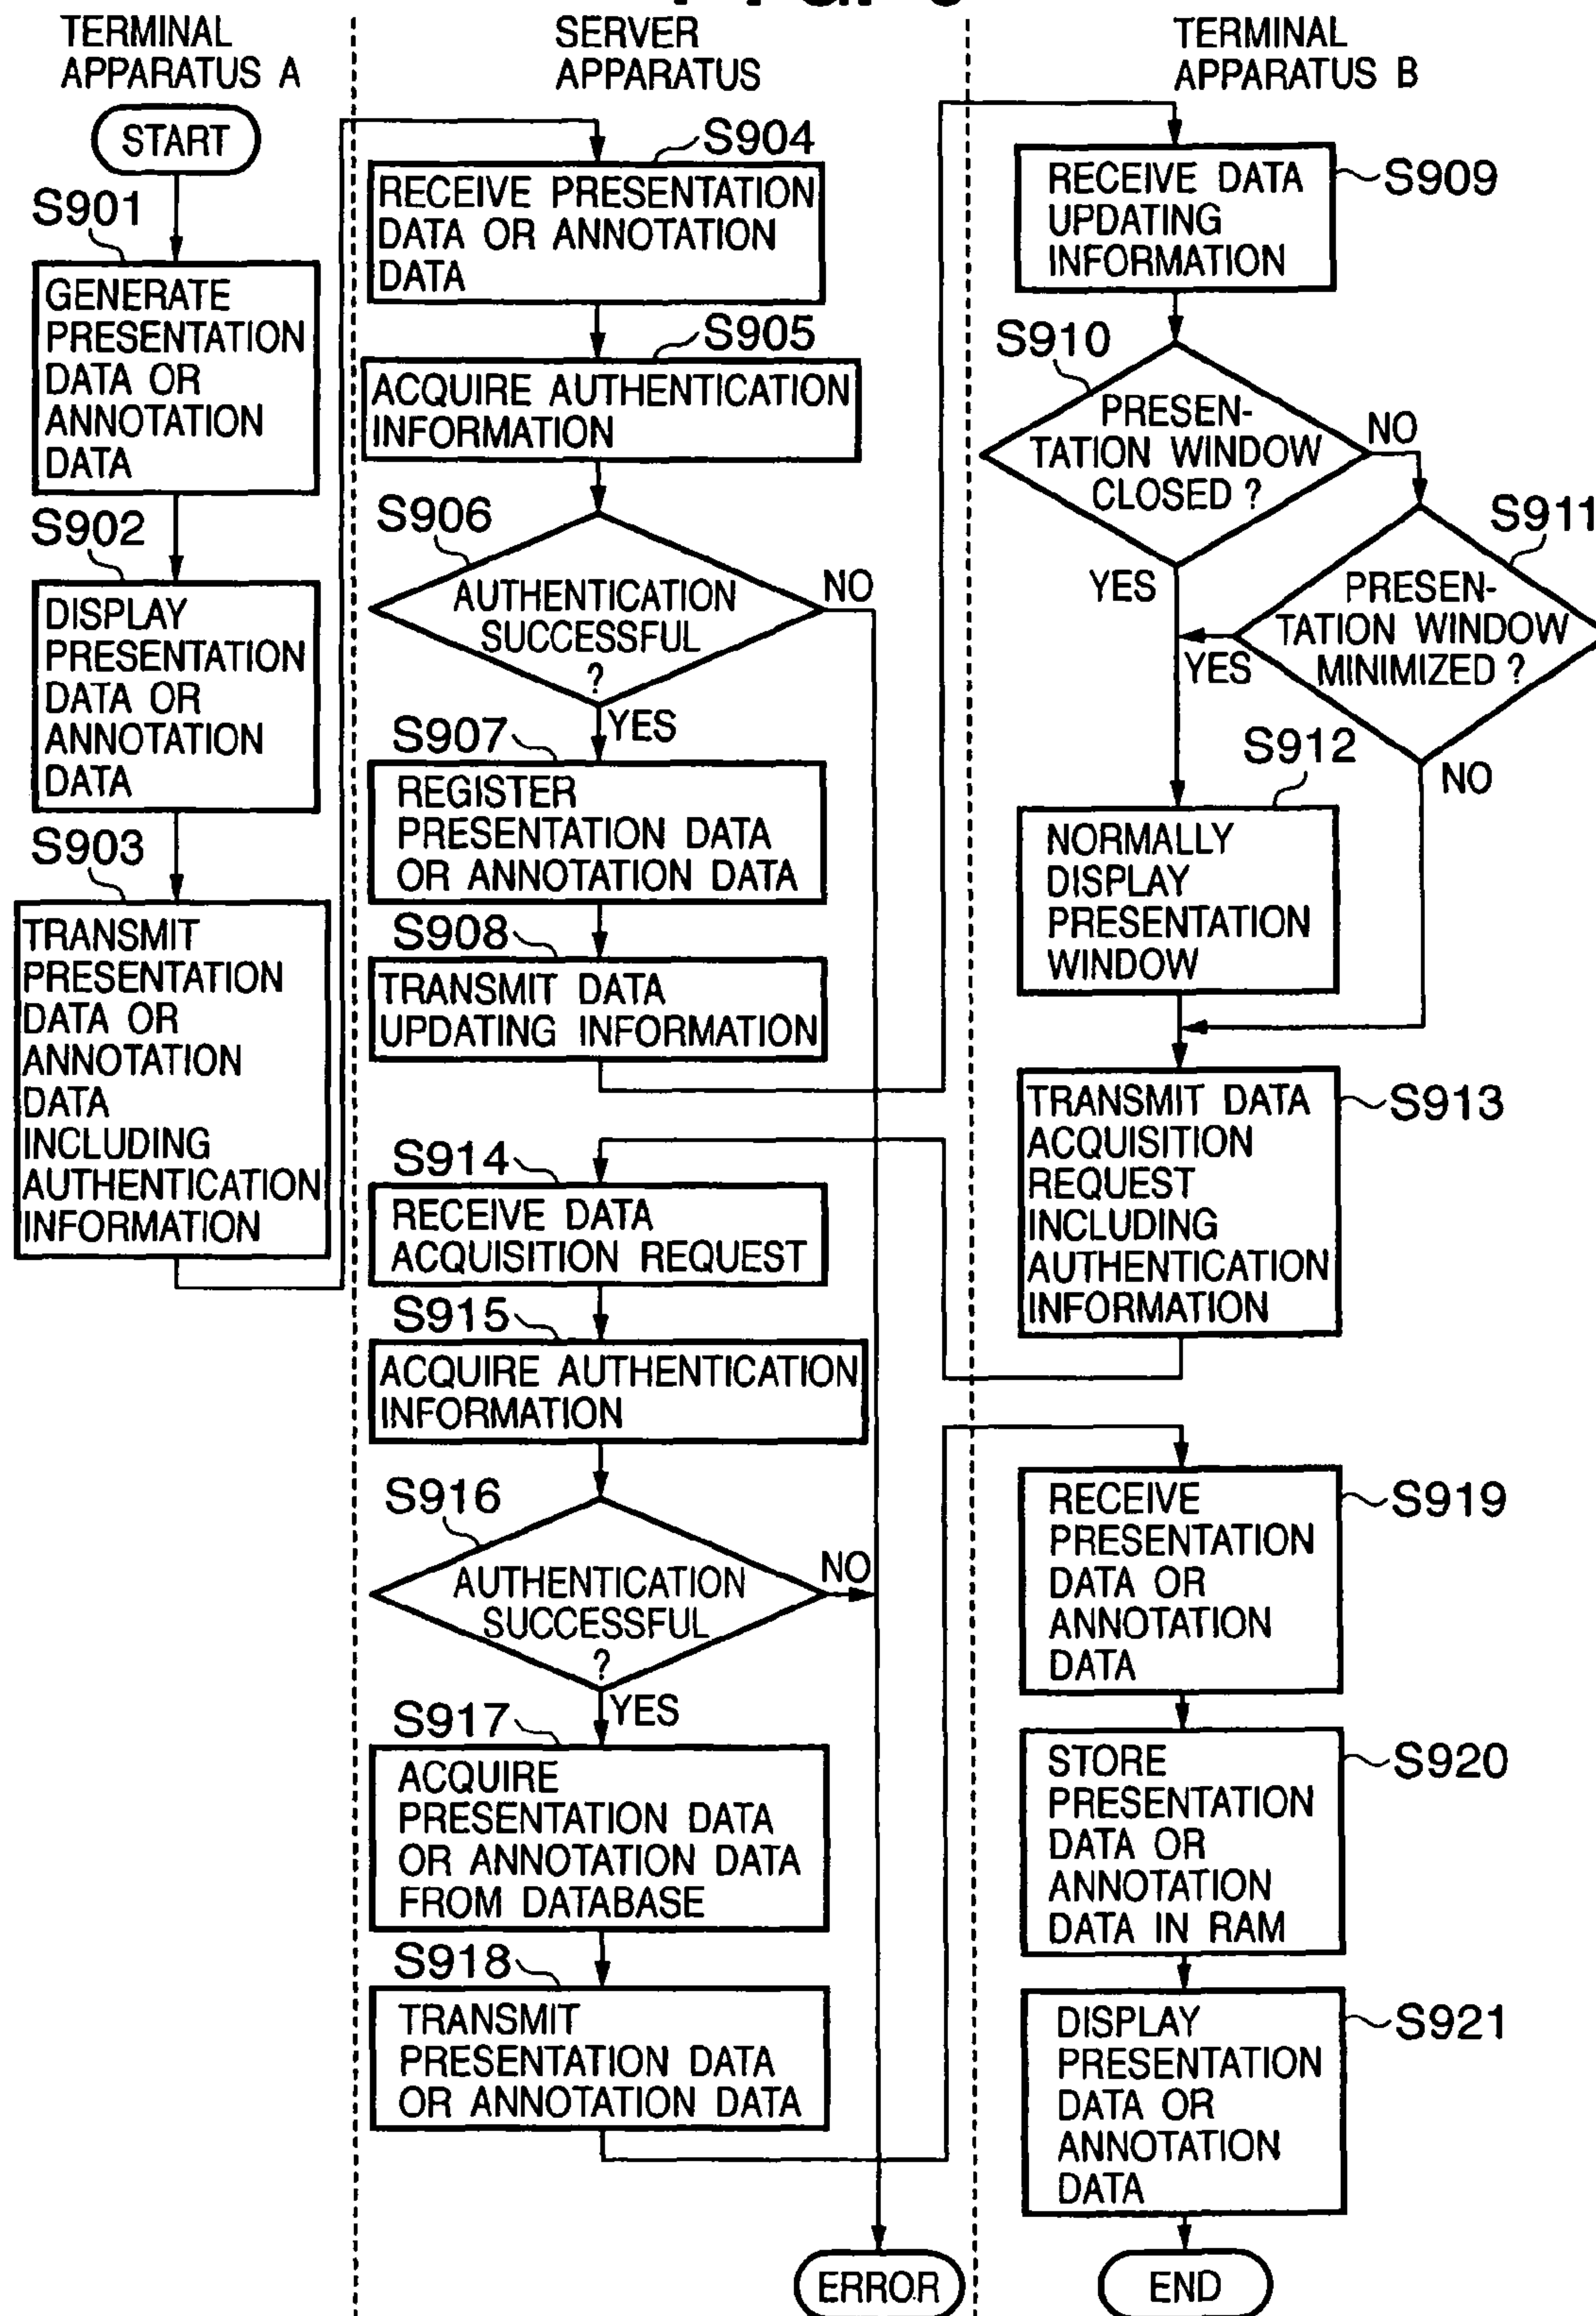 TERMINAL
APPARATUS A
START
S901
GENERATE
PRESENTATION
DATA OR
ANNOTATION
DATA
S902
DISPLAY
PRESENTATION
DATA OR
ANNOTATION
DATA
S903
TRANSMIT
PRESENTATION
DATA OR
ANNOTATION
DATA
INCLUDING
AUTHENTICATION
INFORMATION
SERVER
APPARATUS
S904
RECEIVE PRESENTATION
DATA OR ANNOTATION
DATA
S905
ACQUIRE AUTHENTICATION
INFORMATION
S906
AUTHENTICATION
SUCCESSFUL
?
NO
YES
S907
REGISTER
PRESENTATION DATA
OR ANNOTATION DATA
S908
TRANSMIT DATA
UPDATING INFORMATION
S914
RECEIVE DATA
ACQUISITION REQUEST
S915
ACQUIRE AUTHENTICATION
INFORMATION
S916
AUTHENTICATION
SUCCESSFUL
?
NO
YES
S917
ACQUIRE
PRESENTATION DATA
OR ANNOTATION DATA
FROM DATABASE
S918
TRANSMIT
PRESENTATION DATA
OR ANNOTATION DATA
ERROR
TERMINAL
APPARATUS B
S909
RECEIVE DATA
UPDATING
INFORMATION
S910
PRESEN-
TATION WINDOW
CLOSED ?
NO
YES
S911
PRESEN-
TATION WINDOW
MINIMIZED ?
YES
NO
S912
NORMALLY
DISPLAY
PRESENTATION
WINDOW
S913
TRANSMIT DATA
ACQUISITION
REQUEST
INCLUDING
AUTHENTICATION
INFORMATION
S919
RECEIVE
PRESENTATION
DATA OR
ANNOTATION
DATA
S920
STORE
PRESENTATION
DATA OR
ANNOTATION
DATA IN RAM
S921
DISPLAY
PRESENTATION
DATA OR
ANNOTATION
DATA
END